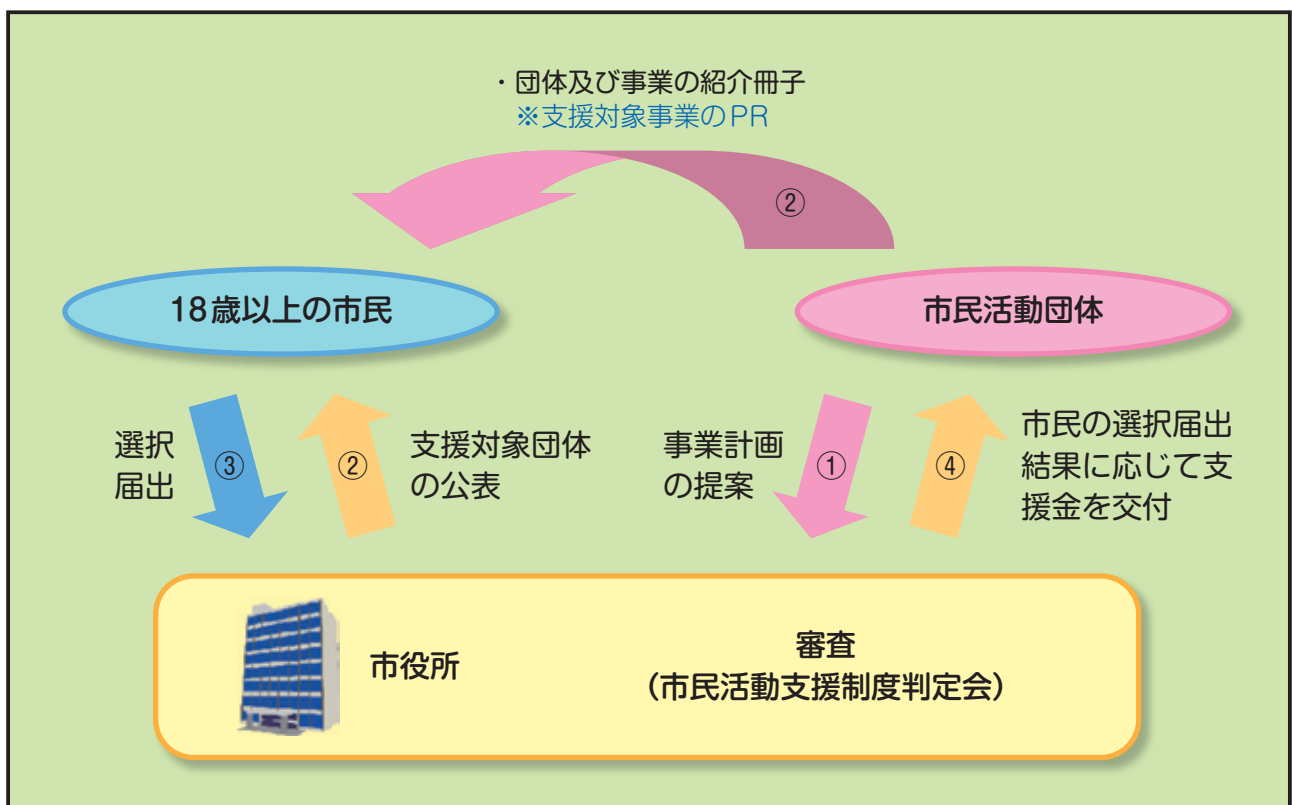 ・団体及び事業の紹介冊子
※支援対象事業のPR
②
18歳以上の市民
市民活動団体
選択
届出
③
②
支援対象団体
の公表
事業計画
の提案
①
④
市民の選択届出
結果に応じて支
援金を交付
市役所
審査
（市民活動支援制度判定会）